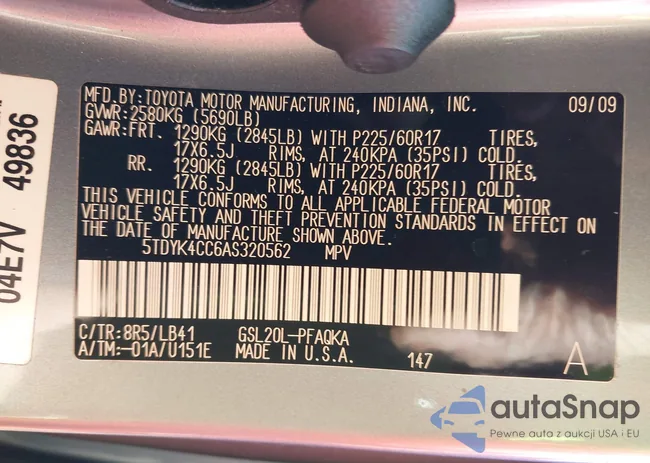 MFD.BY:TOYOTA MOTOR MANUFACTURING, INDIANA, INC. 09/09
GVWR:2580KG (5690LB)
GAWR:FRT. 1290KG (2845LB) WITH P225/60R17 TIRES,
17X6.5J RIMS, AT 240KPA (35PSI) COLD.
RR. 1290KG (2845LB) WITH P225/60R17 TIRES,
17X6.5J RIMS, AT 240KPA (35PSI) COLD.
THIS VEHICLE CONFORMS TO ALL APPLICABLE FEDERAL MOTOR
VEHICLE SAFETY AND THEFT PREVENTION STANDARDS IN EFFECT ON
THE DATE OF MANUFACTURE SHOWN ABOVE.
5TDYK4CC6AS320562 MPV
C/TR:8R5/LB41 GSL20L-PFAQKA
A/TM:-01A/U151E MADE IN U.S.A. 147 A
04E7V 49836
autaSnap
Pewne auta z aukcji USA i EU